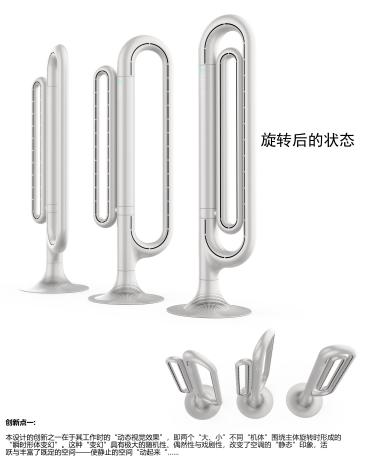 旋转后的状态
创新点一:
本设计的创新之一在于其工作时的“动态视觉效果”，即两个“大、小”不同“机体”围绕主体旋转时形成的
“瞬时形体变幻”。这种“变幻”具有极大的随机性、偶然性与戏剧性，改变了空调的“静态”印象，活
跃与丰富了既定的空间——使静止的空间“动起来”......